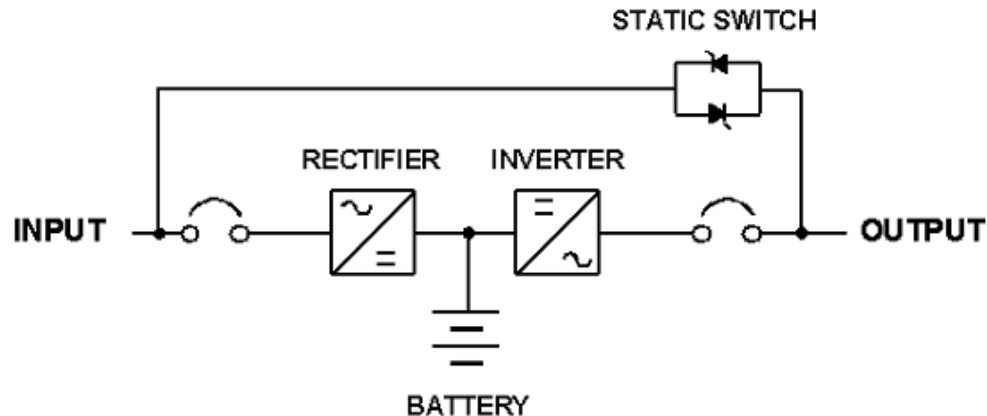 STATIC SWITCH
RECTIFIER
INVERTER
INPUT
OUTPUT
BATTERY